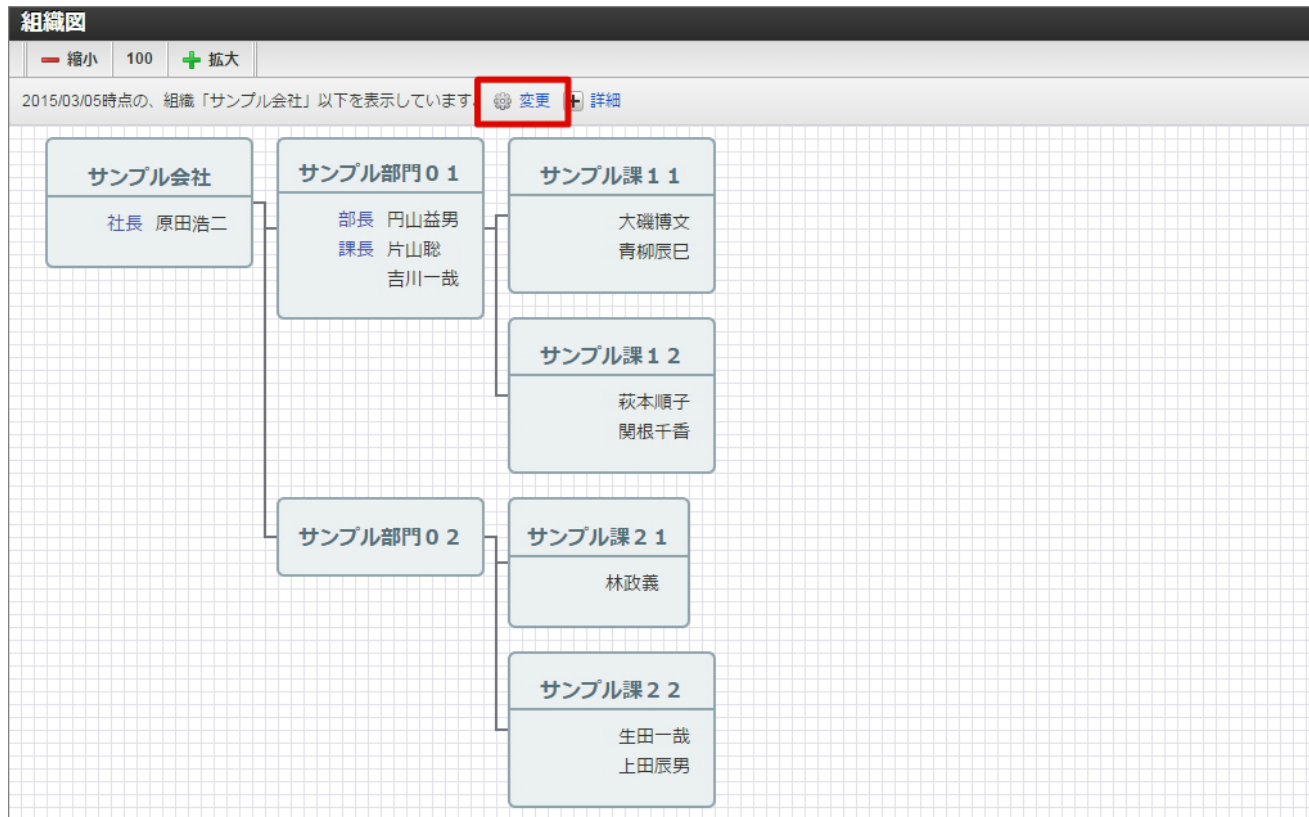 組織図
縮小 100 拡大
2015/03/05時点の、組織「サンプル会社」以下を表示しています。 変更 詳細
サンプル会社
社長 原田浩二
サンプル部門01
部長 円山益男
課長 片山聡
吉川一哉
サンプル課11
大磯博文
青柳辰巳
サンプル課12
萩本順子
関根千香
サンプル部門02
サンプル課21
林政義
サンプル課22
生田一哉
上田辰男